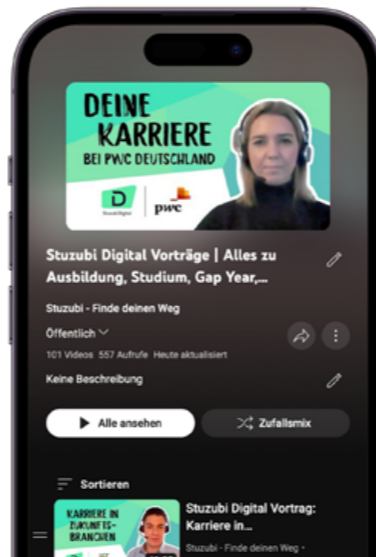 DEINE
KARRIERE
BEI PWC DEUTSCHLAND
D
Stuzubi Digital
pwc
Stuzubi Digital Vorträge | Alles zu
Ausbildung, Studium, Gap Year,...
Stuzubi - Finde deinen Weg
Öffentlich
101 Videos 557 Aufrufe Heute aktualisiert
Keine Beschreibung
Alle ansehen
Zufallsmix
Sortieren
KARRIERE IN
ZUKUNFTS-
BRANCHEN
Stuzubi Digital Vortrag:
Karriere in...
Stuzubi - Finde deinen Weg •